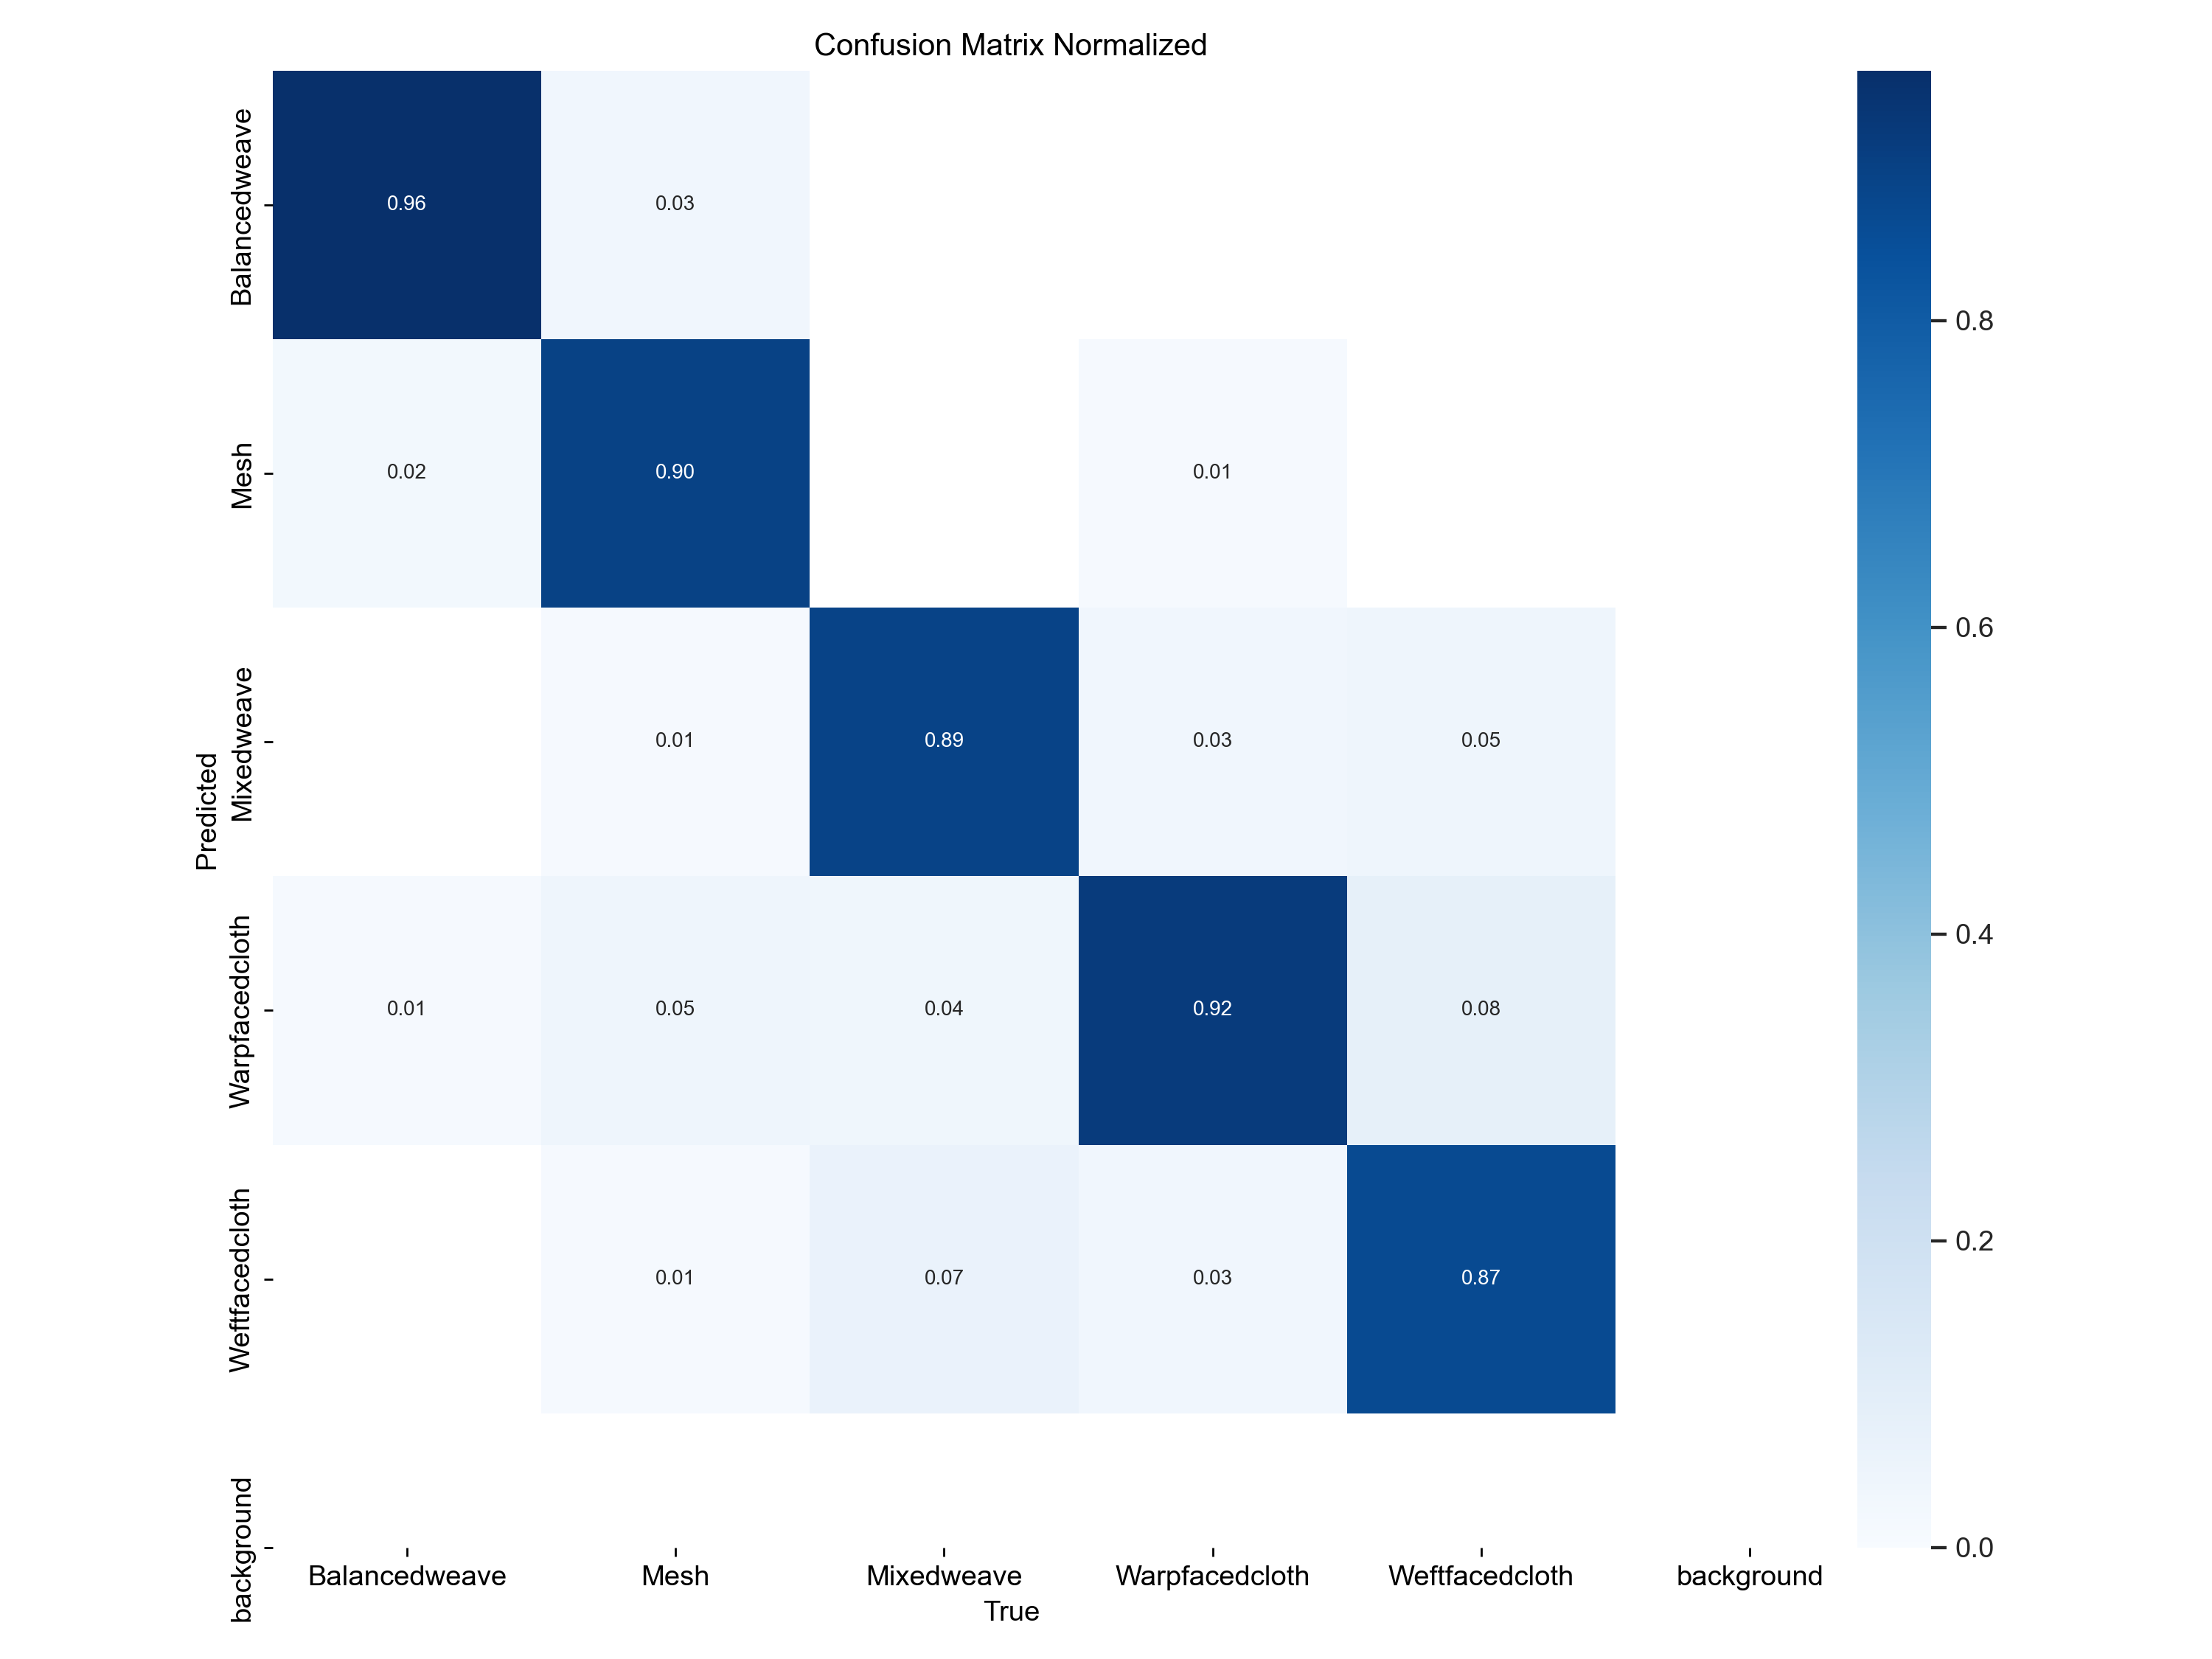 Confusion Matrix Normalized
Predicted
Balancedweave
0.96 0.03
Mesh
0.02 0.90 0.01
Mixedweave
0.01 0.89 0.03 0.05
Warpfacedcloth
0.01 0.05 0.04 0.92 0.08
Weftfacedcloth
0.01 0.07 0.03 0.87
background
Balancedweave Mesh Mixedweave Warpfacedcloth Weftfacedcloth background
True
0.8
0.6
0.4
0.2
0.0